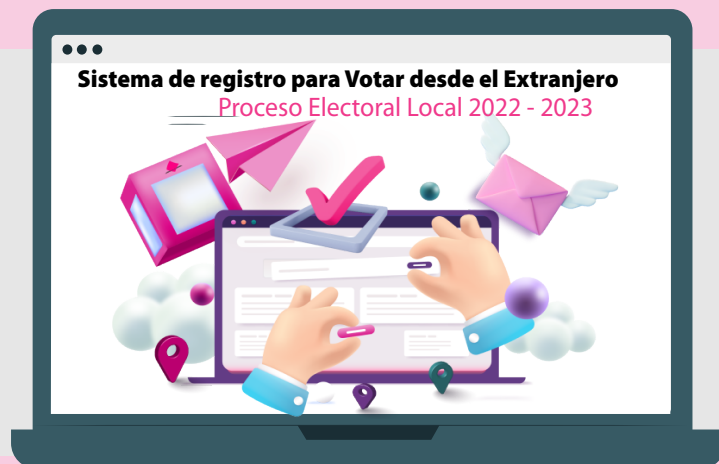 Sistema de registro para Votar desde el Extranjero
Proceso Electoral Local 2022 - 2023